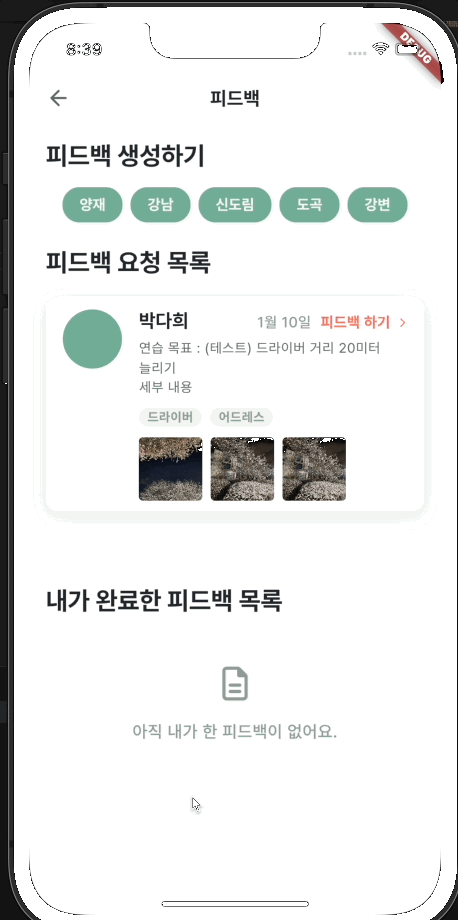 8:39
DEBUG
피드백
피드백 생성하기
양재 강남 신도림 도곡 강변
피드백 요청 목록
박다희 1월 10일 피드백 하기
연습 목표 : (테스트) 드라이버 거리 20미터
늘리기
세부 내용
드라이버 어드레스
내가 완료한 피드백 목록
아직 내가 한 피드백이 없어요.